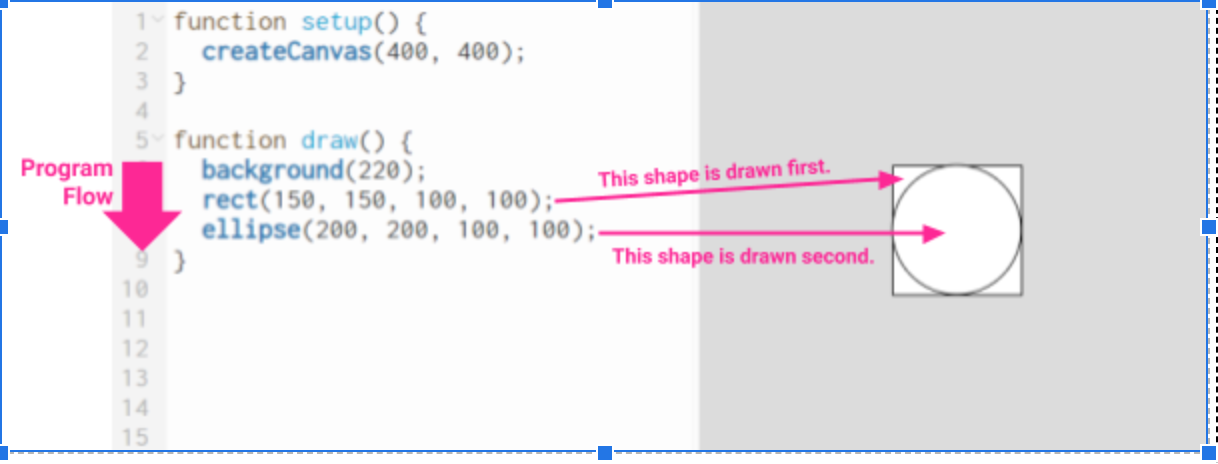 1 function setup() {
2 createCanvas(400, 400);
3 }
4
5 function draw() {
background(220);
rect(150, 150, 100, 100);
ellipse(200, 200, 100, 100);
9 }
10
11
12
13
14
15
Program
Flow
This shape is drawn first.
This shape is drawn second.